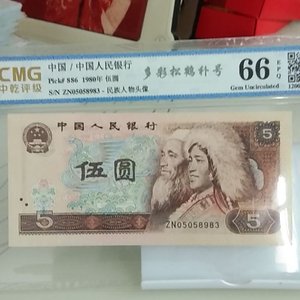 CMG
中乾评级
中国 / 中国人民银行
Pick# 886 1980年 伍圆
S/N ZN05058983 - 民族人物头像
多彩松鹤补号
66
EPQ
Gem Uncirculated
中国人民银行
5
伍圆
5
ZN05058983